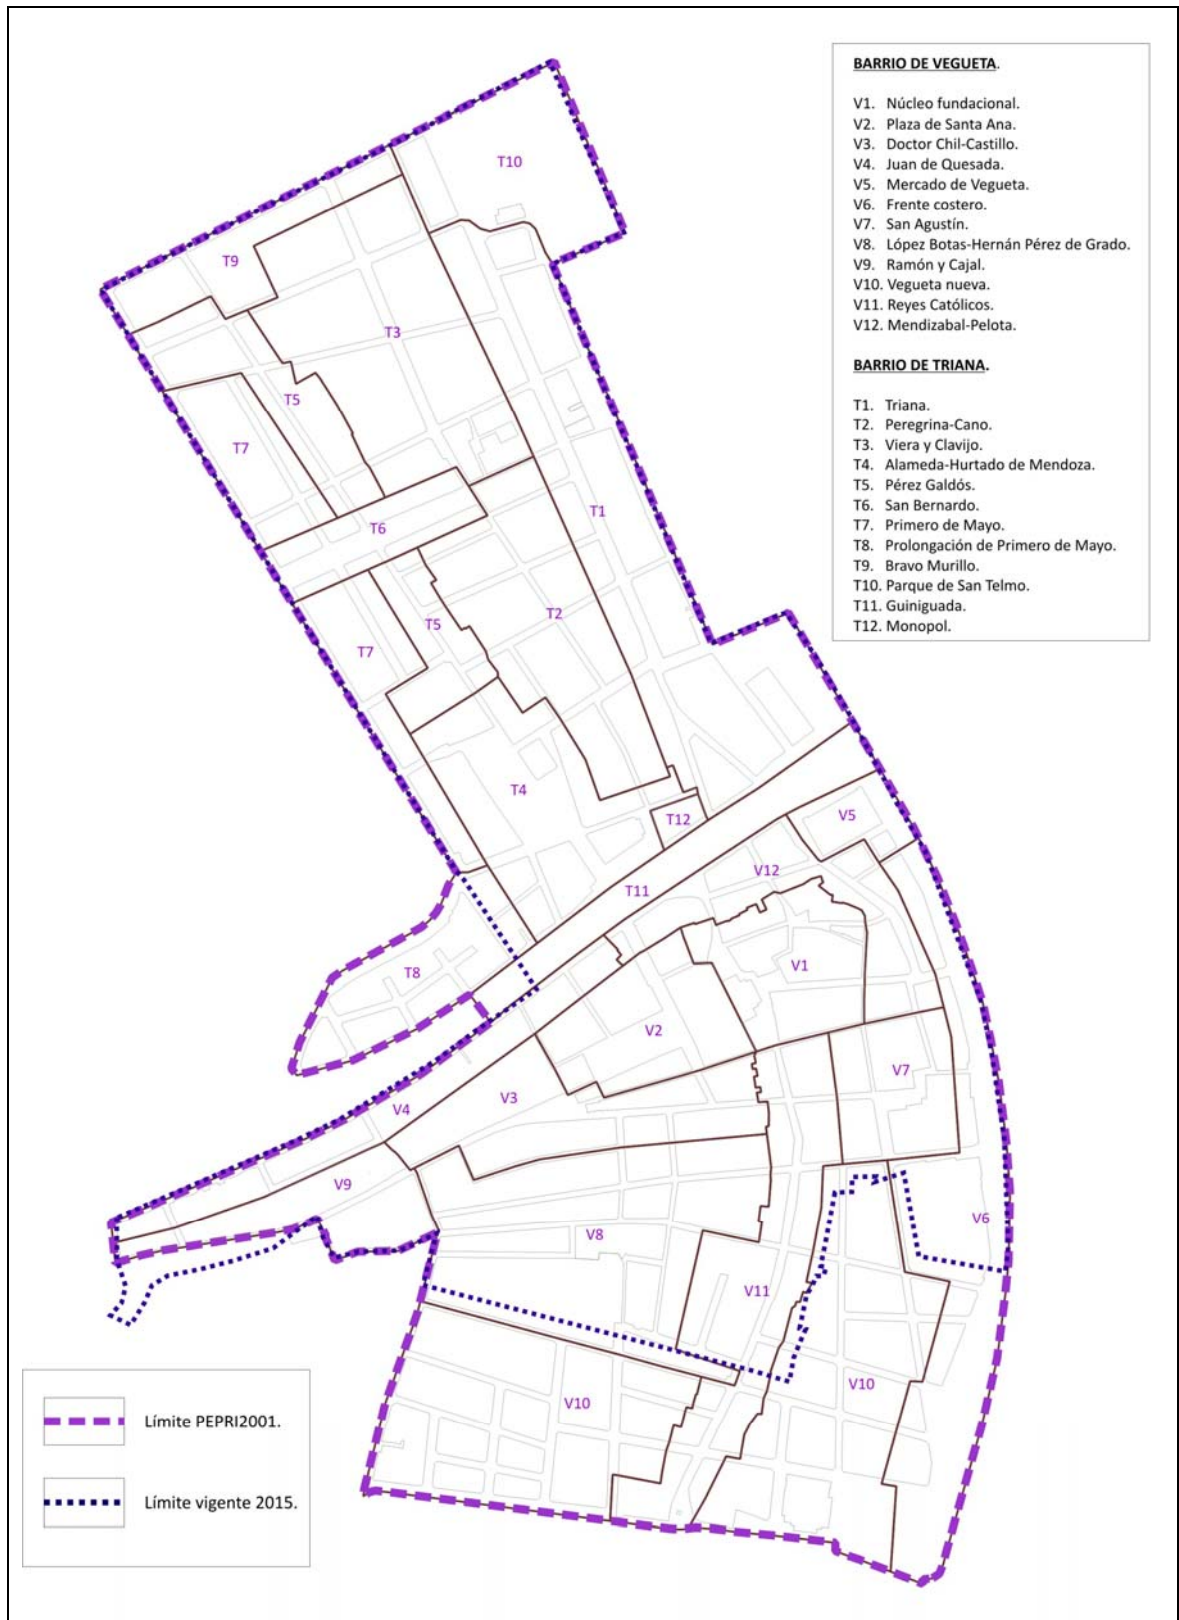 BARRIO DE VEGUETA.
V1. Núcleo fundacional.
V2. Plaza de Santa Ana.
V3. Doctor Chil-Castillo.
V4. Juan de Quesada.
V5. Mercado de Vegueta.
V6. Frente costero.
V7. San Agustín.
V8. López Botas-Hernán Pérez de Grado.
V9. Ramón y Cajal.
V10. Vegueta nueva.
V11. Reyes Católicos.
V12. Mendizabal-Pelota.
BARRIO DE TRIANA.
T1. Triana.
T2. Peregrina-Cano.
T3. Viera y Clavijo.
T4. Alameda-Hurtado de Mendoza.
T5. Pérez Galdós.
T6. San Bernardo.
T7. Primero de Mayo.
T8. Prolongación de Primero de Mayo.
T9. Bravo Murillo.
T10. Parque de San Telmo.
T11. Guiniguada.
T12. Monopol.
T10
T9
T3
T5
T7
T1
T6
T2
T5
T7
T4
T12
V5
V12
T11
V1
T8
V2
V7
V3
V4
V9
V6
V8
V11
V10
V10
Límite PEPRI2001.
Límite vigente 2015.